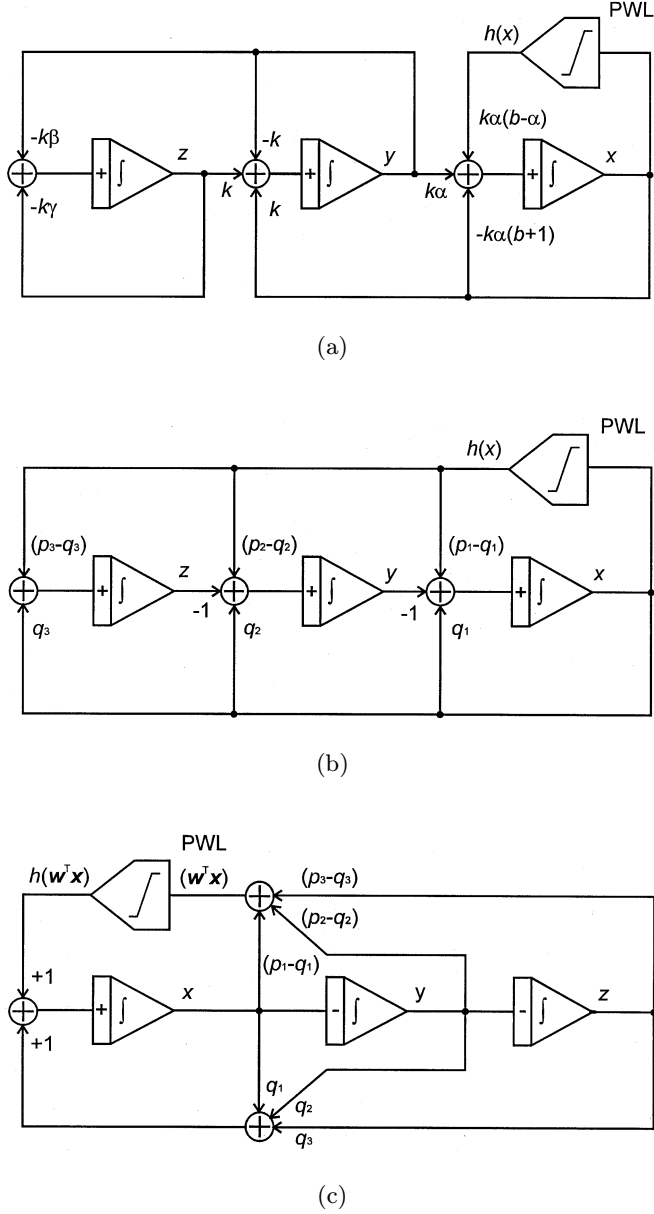 PWL
h(x)
-kβ
-k
kα(b-α)
z
y
x
+
∫
+
∫
+
∫
k
kα
-kγ
k
-kα(b+1)
(a)
PWL
h(x)
(p₃-q₃)
(p₂-q₂)
(p₁-q₁)
z
y
x
+
∫
+
∫
+
∫
-1
-1
q₃
q₂
q₁
(b)
PWL
h(wᵀx)
(wᵀx)
(p₃-q₃)
(p₂-q₂)
(p₁-q₁)
+1
x
y
z
+
∫
-
∫
-
∫
+1
q₁
q₂
q₃
(c)